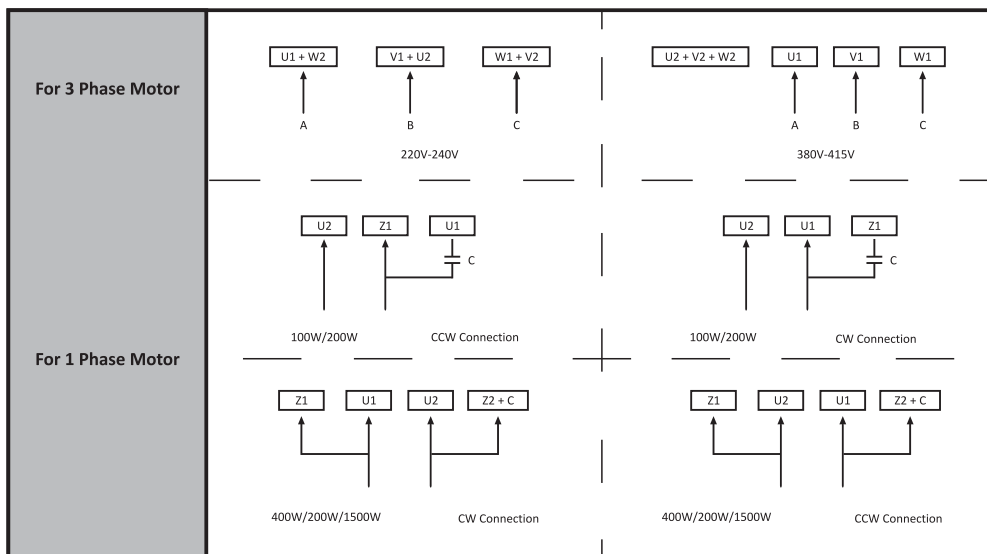 For 3 Phase Motor
U1 + W2 V1 + U2 W1 + V2
A B C
220V-240V
U2 + V2 + W2 U1 V1 W1
A B C
380V-415V
For 1 Phase Motor
U2 Z1 U1
C
100W/200W CCW Connection
U2 U1 Z1
C
100W/200W CW Connection
Z1 U1 U2 Z2 + C
400W/200W/1500W CW Connection
Z1 U2 U1 Z2 + C
400W/200W/1500W CCW Connection